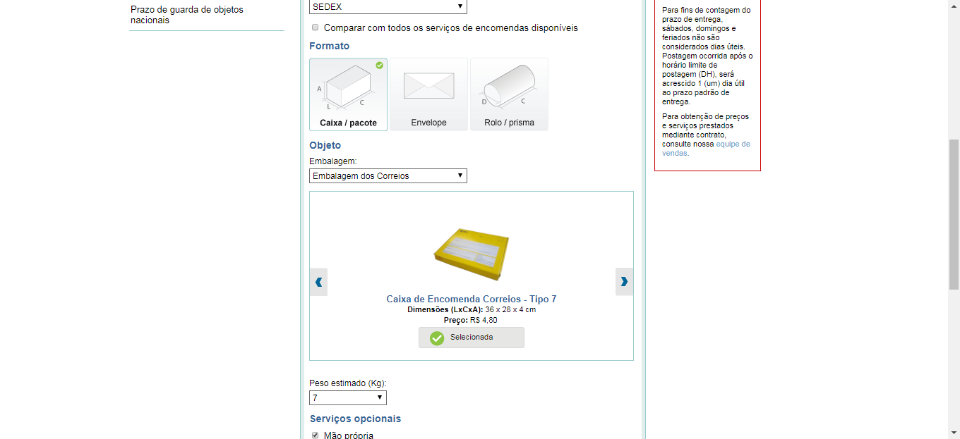 Prazo de guarda de objetos
nacionais
SEDEX
Comparar com todos os serviços de encomendas disponíveis
Formato
A
L
C
Caixa / pacote
Envelope
D
C
Rolo / prisma
Objeto
Embalagem:
Embalagem dos Correios
Caixa de Encomenda Correios - Tipo 7
Dimensões (LxCxA): 36 x 28 x 4 cm
Preço: R$ 4,80
Selecionada
Peso estimado (Kg):
7
Serviços opcionais
Mão própria
Para fins de contagem do
prazo de entrega,
sábados, domingos e
feriados não são
considerados dias úteis.
Postagem ocorrida após o
horário limite de
postagem (DH), será
acrescido 1 (um) dia útil
ao prazo padrão de
entrega.
Para obtenção de preços
e serviços prestados
mediante contrato,
consulte nossa equipe de
vendas.